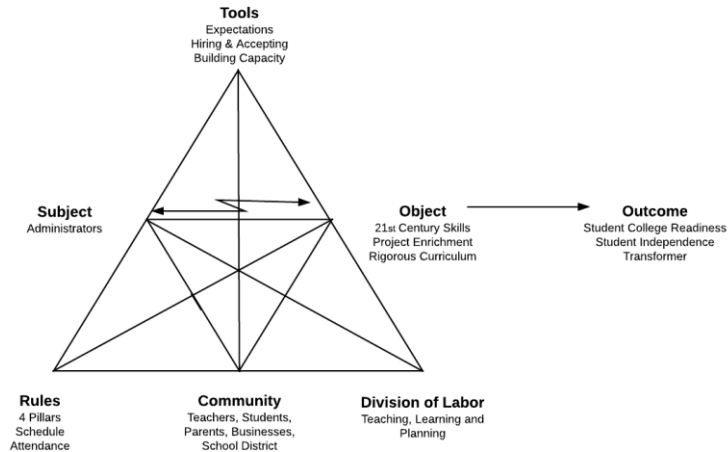 Tools
Expectations
Hiring & Accepting
Building Capacity
Subject
Administrators
Object
21st Century Skills
Project Enrichment
Rigorous Curriculum
Outcome
Student College Readiness
Student Independence
Transformer
Rules
4 Pillars
Schedule
Attendance
Community
Teachers, Students,
Parents, Businesses,
School District
Division of Labor
Teaching, Learning and
Planning